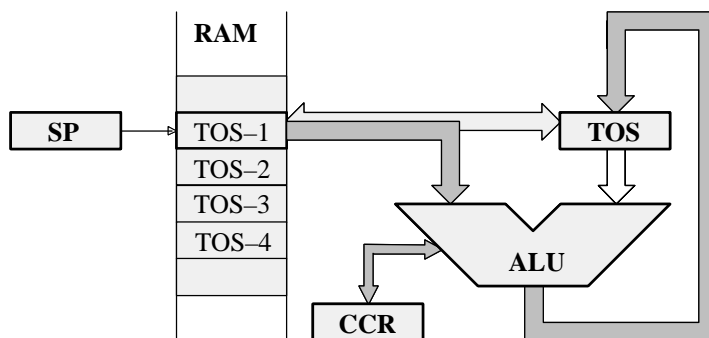 RAM
SP
TOS–1
TOS
TOS–2
TOS–3
TOS–4
ALU
CCR